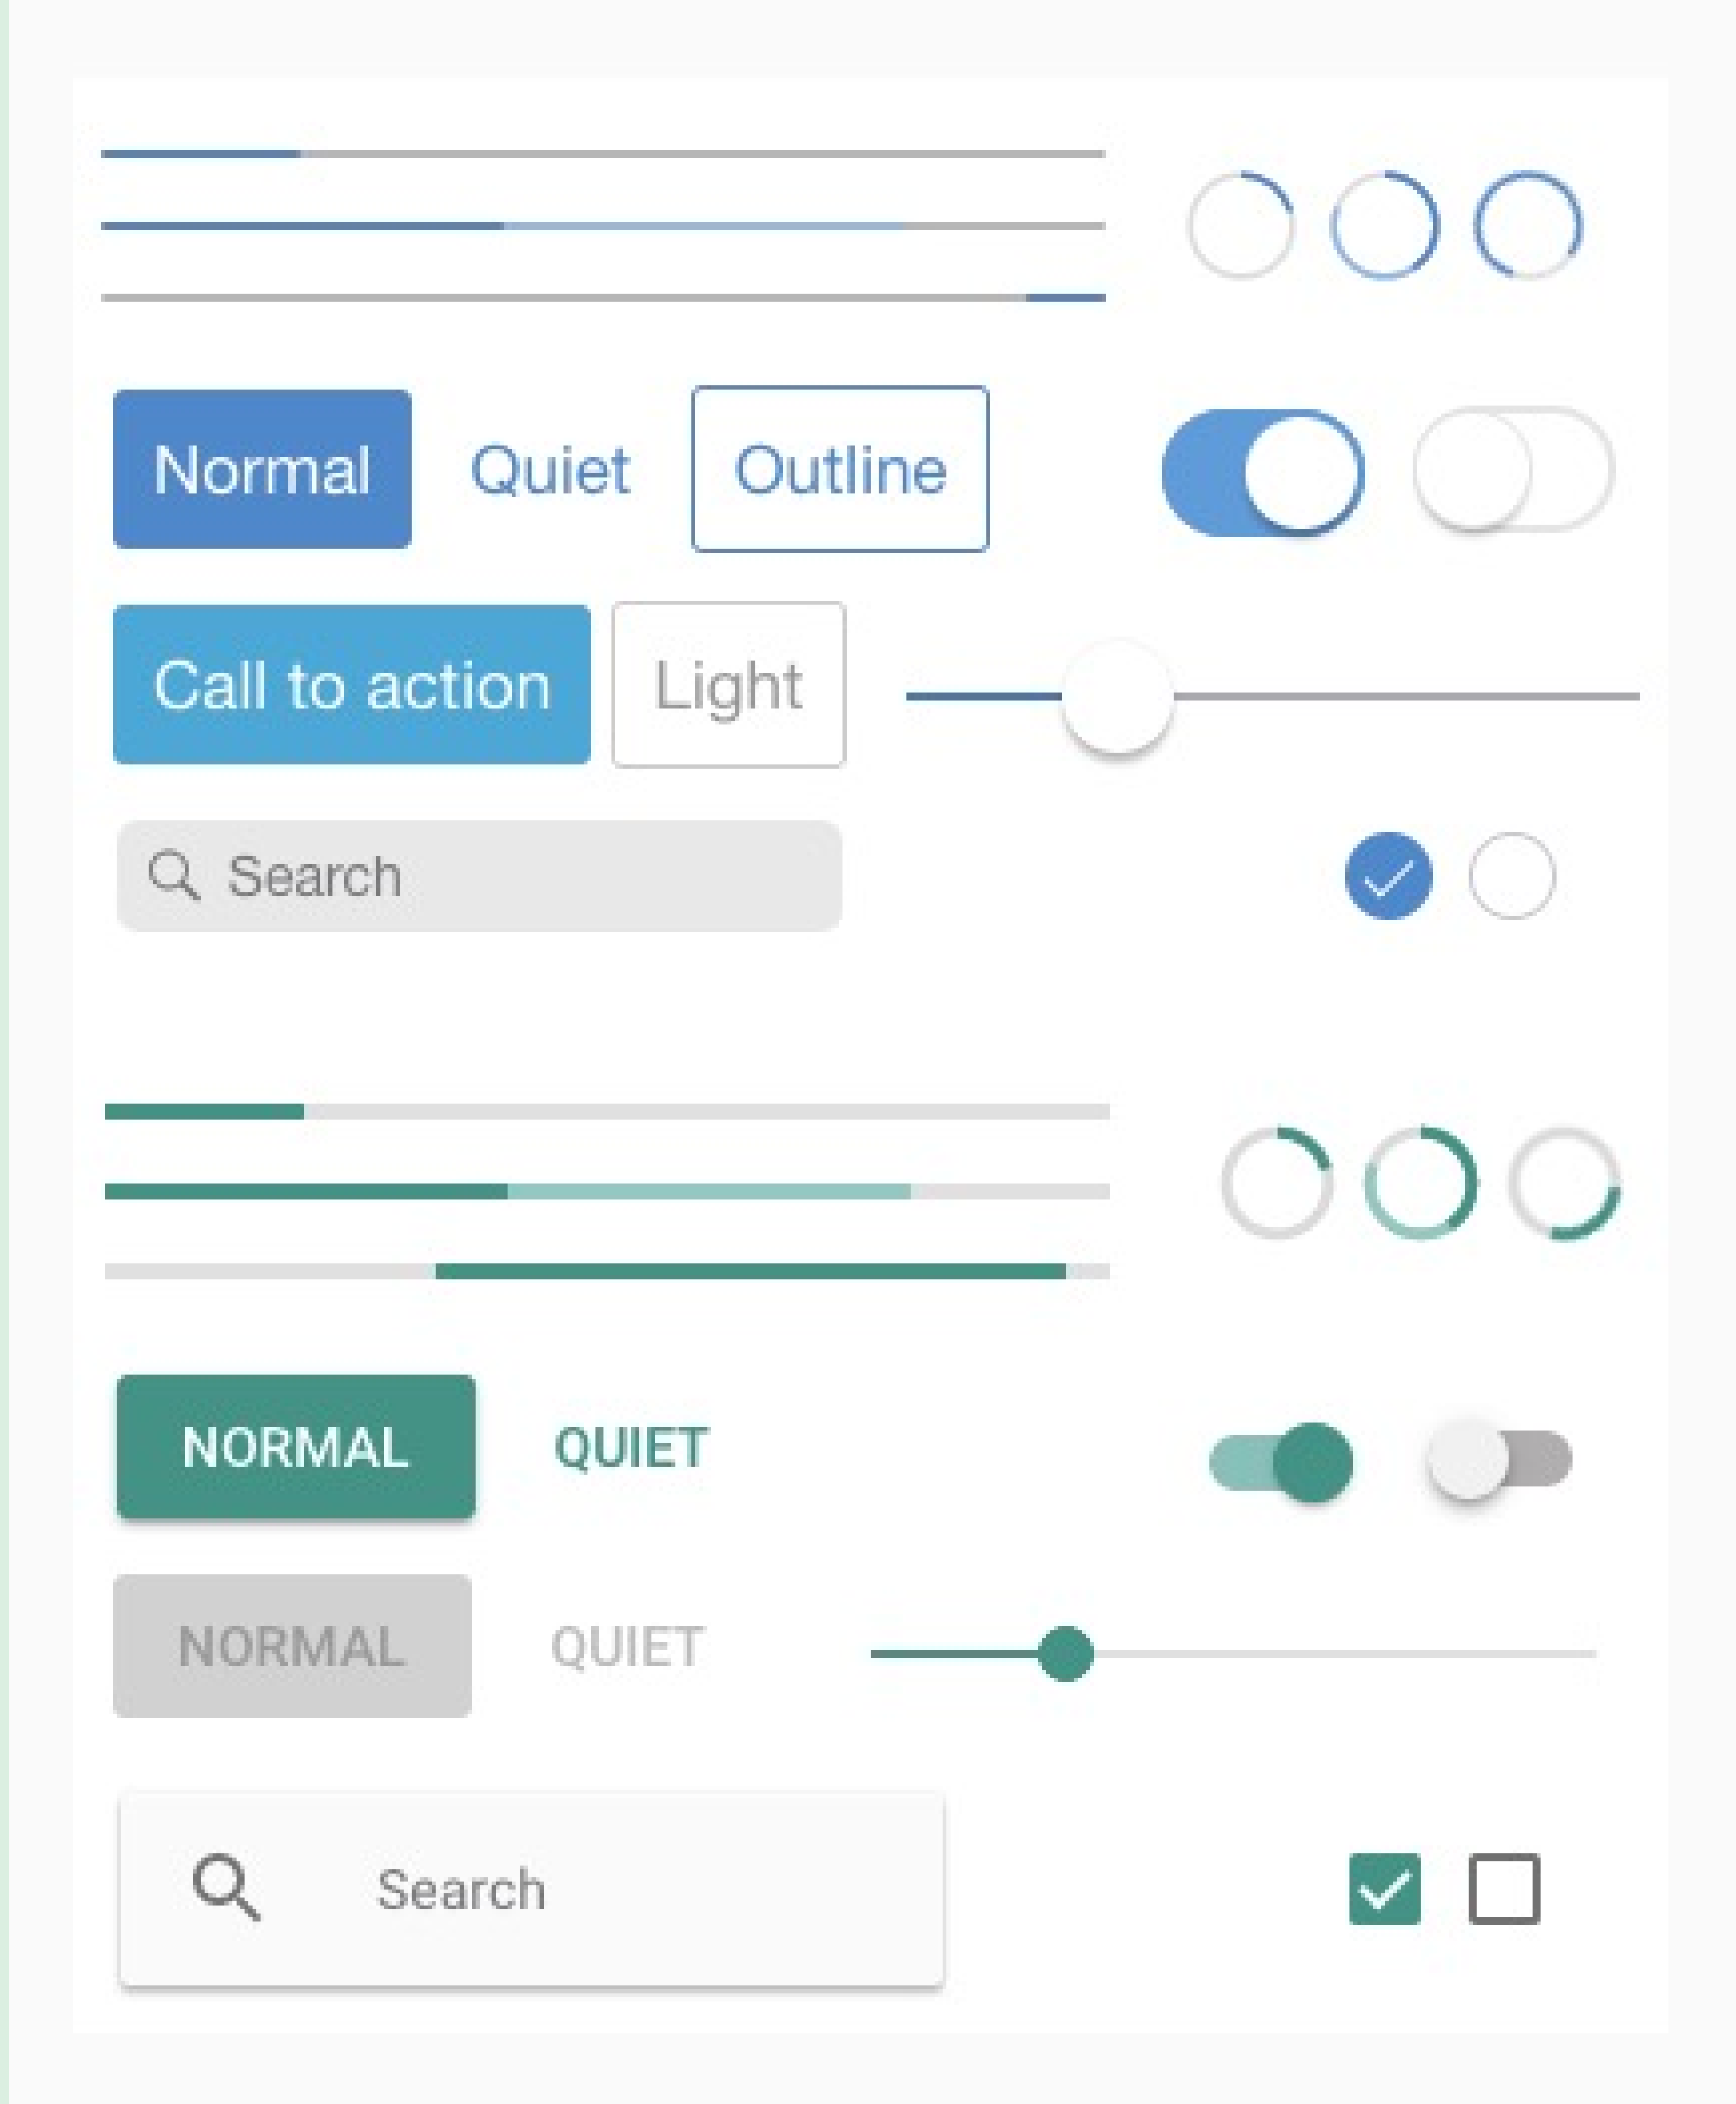 Normal Quiet Outline
Call to action Light
Search
NORMAL QUIET
NORMAL QUIET
Search